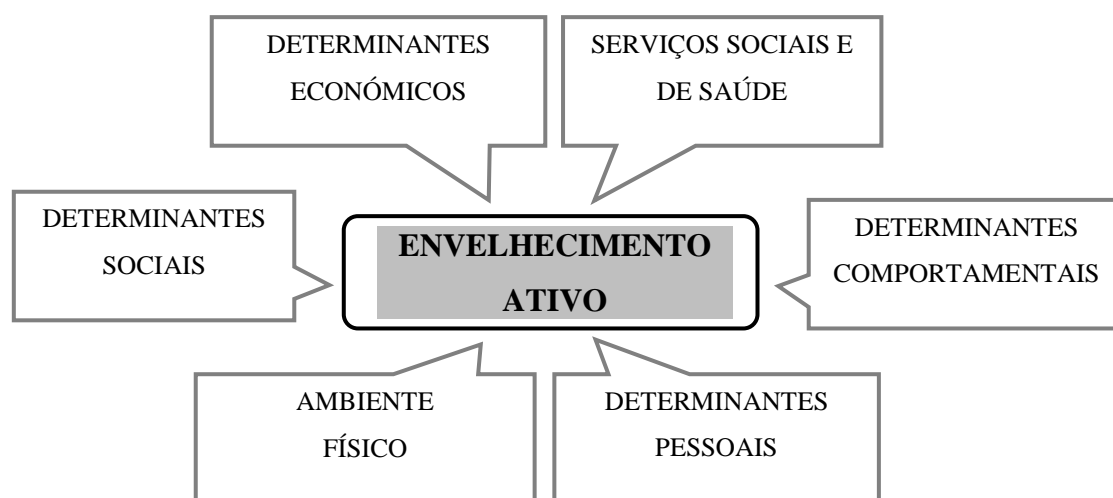 DETERMINANTES
ECONÓMICOS
SERVIÇOS SOCIAIS E
DE SAÚDE
DETERMINANTES
SOCIAIS
ENVELHECIMENTO
ATIVO
DETERMINANTES
COMPORTAMENTAIS
AMBIENTE
FÍSICO
DETERMINANTES
PESSOAIS